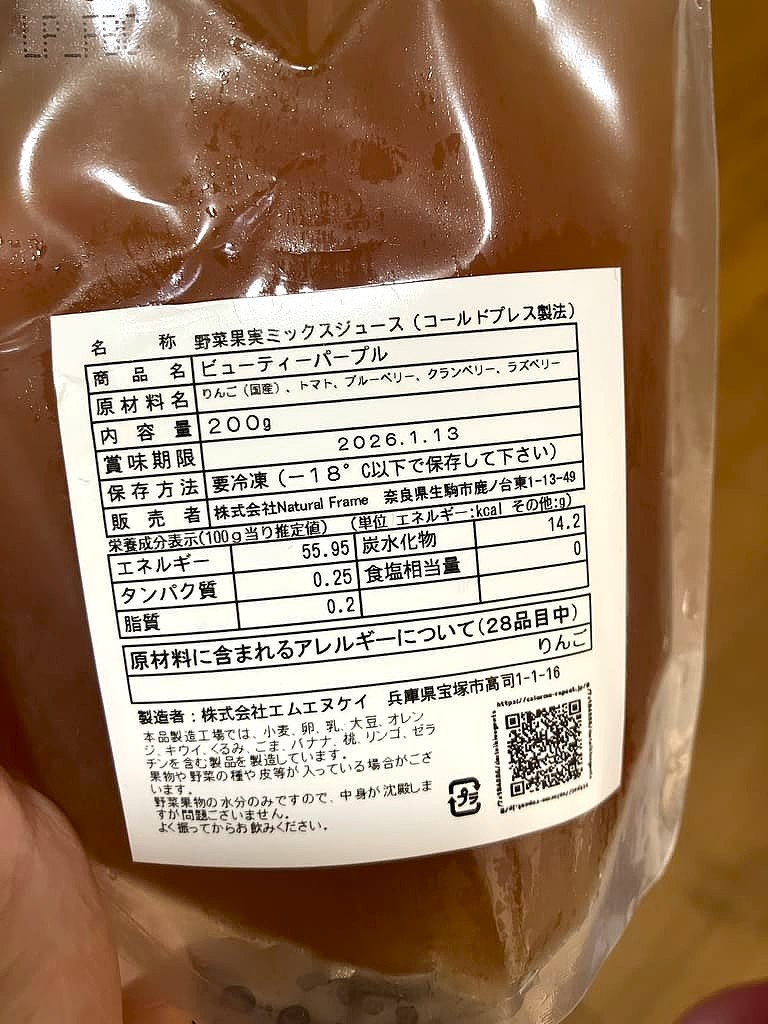 名 称 野菜果実ミックスジュース（コールドプレス製法）
商品名 ビューティーパープル
原材料名 りんご（国産）、トマト、ブルーベリー、クランベリー、ラズベリー
内容量 200g
賞味期限 2026.1.13
保存方法 要冷凍（－18°C以下で保存して下さい）
販売者 株式会社Natural Frame 奈良県生駒市鹿ノ台東1-13-49
栄養成分表示(100g当り推定値) (単位 エネルギー:kcal その他:g)
エネルギー 55.95 炭水化物 14.2
タンパク質 0.25 食塩相当量 0
脂質 0.2
原材料に含まれるアレルギーについて(28品目中)
りんご
製造者：株式会社エムエヌケイ 兵庫県宝塚市高司1-1-16
本品製造工場では、小麦、卵、乳、大豆、オレン
ジ、キウイ、くるみ、ごま、バナナ、桃、リンゴ、ゼラ
チンを含む製品を製造しています。
果物や野菜の種や皮等が入っている場合がござ
います。
野菜果物の水分のみですので、中身が沈殿しま
すが問題ございません。
よく振ってからお飲みください。
プラ